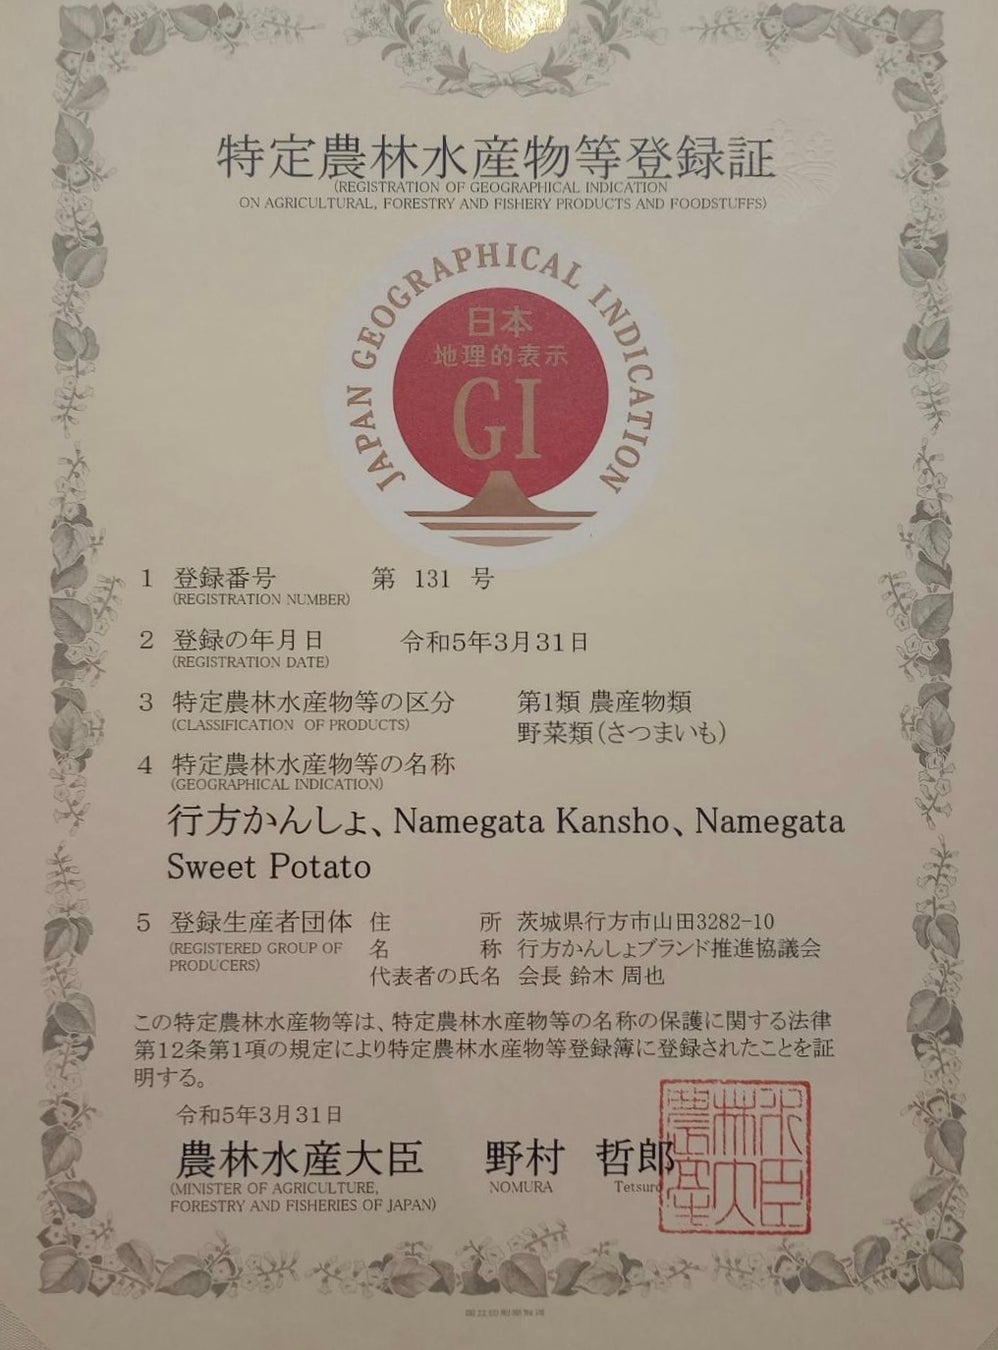 特定農林水産物等登録証
(REGISTRATION OF GEOGRAPHICAL INDICATION
ON AGRICULTURAL, FORESTRY AND FISHERY PRODUCTS AND FOODSTUFFS)
JAPAN GEOGRAPHICAL INDICATION
日本
地理的表示
GI
1 登録番号 第 131 号
(REGISTRATION NUMBER)
2 登録の年月日 令和5年3月31日
(REGISTRATION DATE)
3 特定農林水産物等の区分 第1類 農産物類
(CLASSIFICATION OF PRODUCTS) 野菜類(さつまいも)
4 特定農林水産物等の名称
(GEOGRAPHICAL INDICATION)
行方かんしょ、Namegata Kansho、Namegata
Sweet Potato
5 登録生産者団体 住 所 茨城県行方市山田3282-10
(REGISTERED GROUP OF 名 称 行方かんしょブランド推進協議会
PRODUCERS) 代表者の氏名 会長 鈴木 周也
この特定農林水産物等は、特定農林水産物等の名称の保護に関する法律
第12条第1項の規定により特定農林水産物等登録簿に登録されたことを証
明する。
令和5年3月31日
農林水産大臣 野村 哲郎
(MINISTER OF AGRICULTURE, NOMURA Tetsuro
FORESTRY AND FISHERIES OF JAPAN)
農林水
産大臣